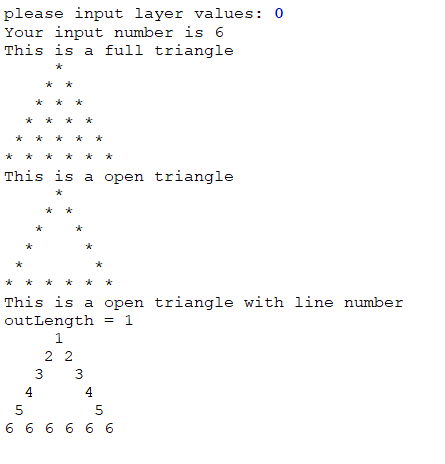 please input layer values: 0
Your input number is 6
This is a full triangle
     *
    * *
   * * *
  * * * *
 * * * * *
* * * * * *
This is a open triangle
     *
    * *
   *   *
  *     *
 *       *
* * * * * *
This is a open triangle with line number
outLength = 1
     1
    2 2
   3   3
  4     4
 5       5
6 6 6 6 6 6